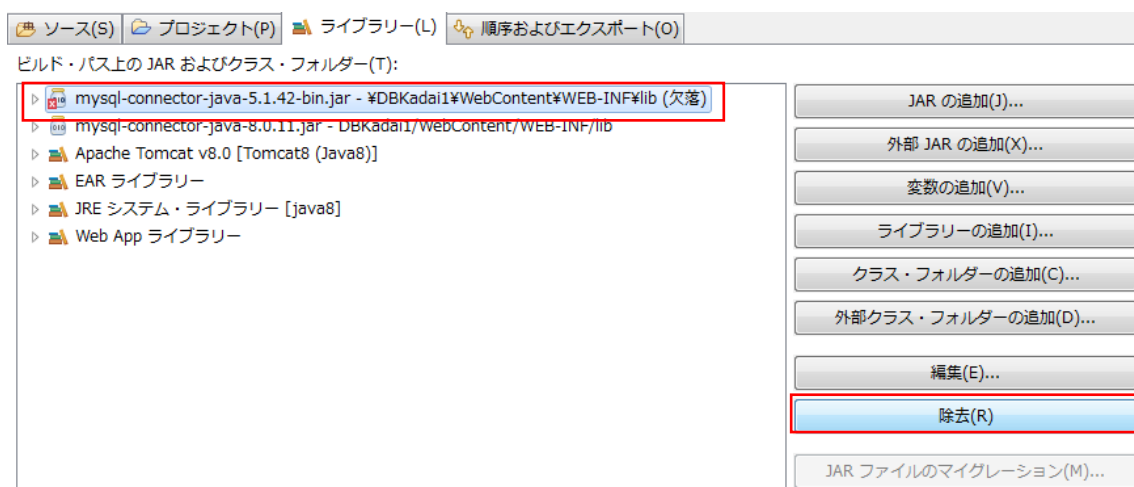 ソース(S) プロジェクト(P) ライブラリー(L) 順序およびエクスポート(O)
ビルド・パス上の JAR およびクラス・フォルダー(T):
mysql-connector-java-5.1.42-bin.jar - ¥DBKadai1¥WebContent¥WEB-INF¥lib (欠落)
mysql-connector-java-8.0.11.jar - DBKadai1/WebContent/WEB-INF/lib
Apache Tomcat v8.0 [Tomcat8 (Java8)]
EAR ライブラリー
JRE システム・ライブラリー [java8]
Web App ライブラリー
JAR の追加(J)...
外部 JAR の追加(X)...
変数の追加(V)...
ライブラリーの追加(I)...
クラス・フォルダーの追加(C)...
外部クラス・フォルダーの追加(D)...
編集(E)...
除去(R)
JAR ファイルのマイグレーション(M)...